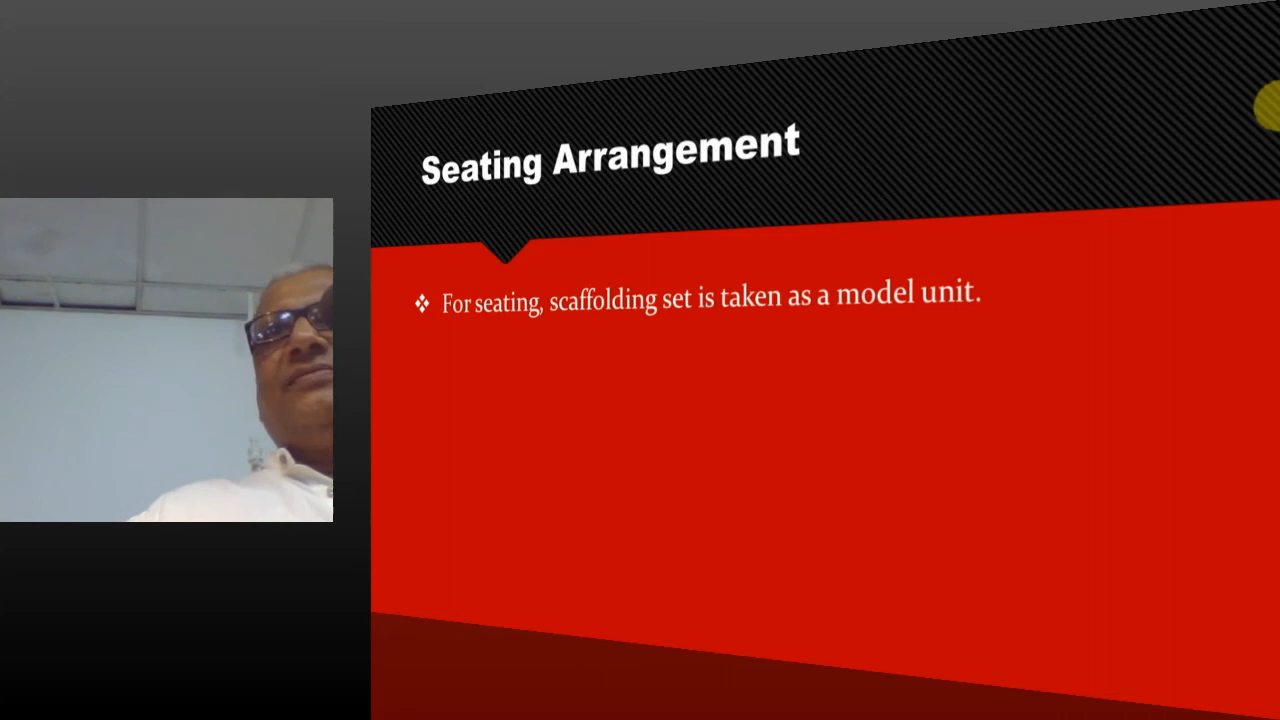 Seating Arrangement
❖ For seating, scaffolding set is taken as a model unit.